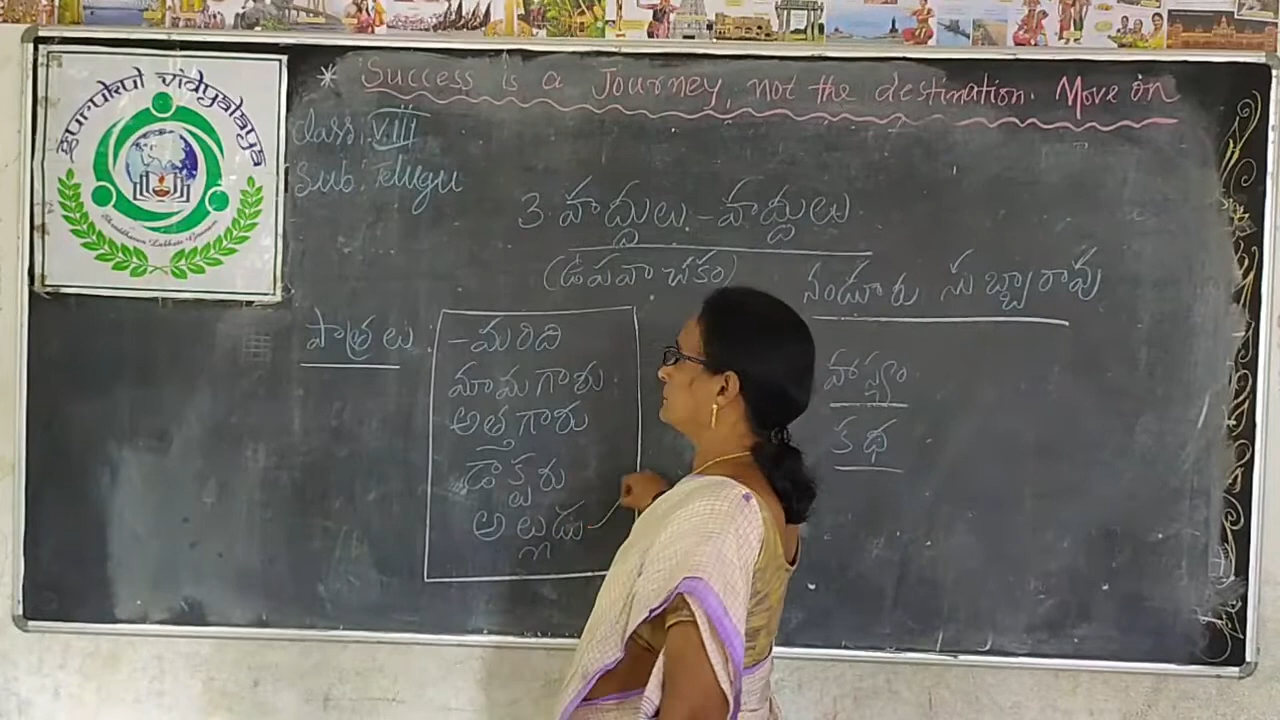 gurukul vidyalaya
* Success is a Journey, not the destination. Move on
Class: VIII
Sub: Telugu
3. హద్దులు - హద్దులు
(ఉపవాచకం)
నండూరు సుబ్బారావు
పాత్రలు :
- మరిది
మామగారు
అత్తగారు
డాక్టరు
అల్లుడు
హాస్యం
కథ